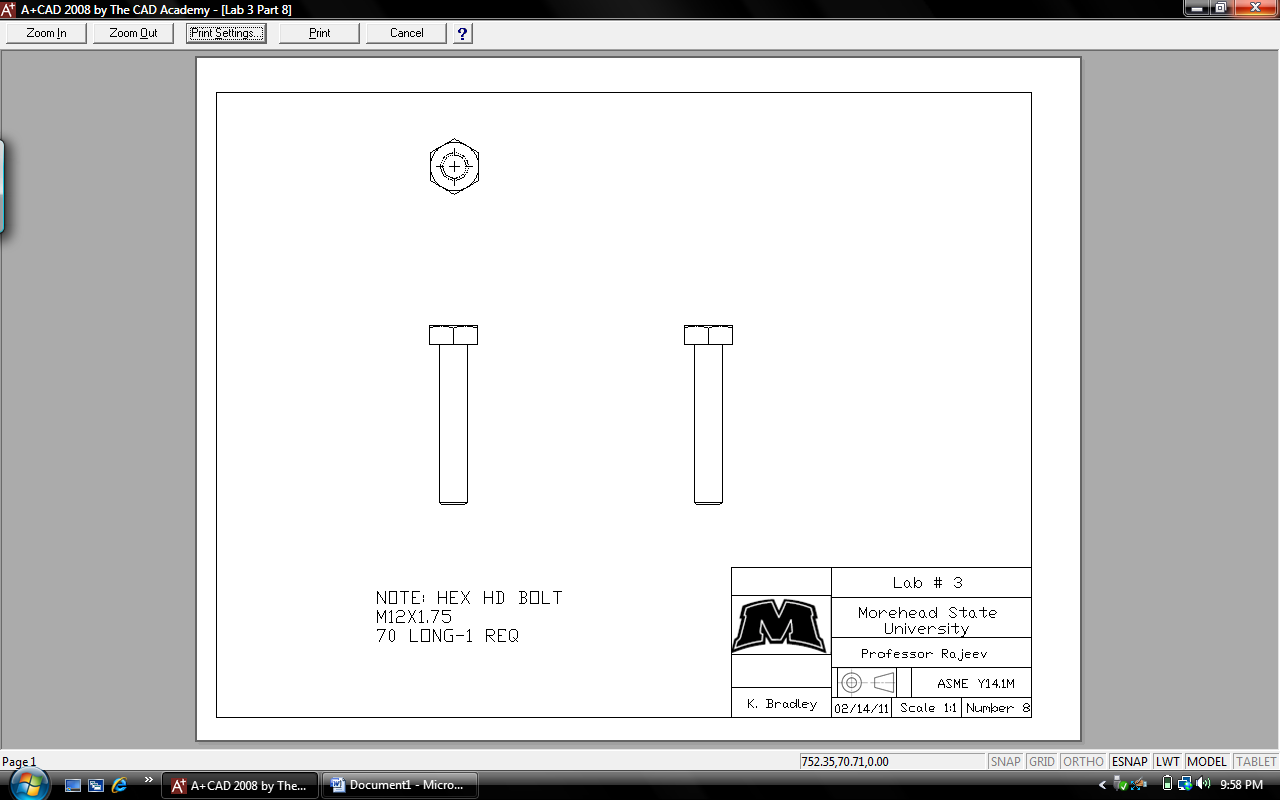 A+CAD 2008 by The CAD Academy - [Lab 3 Part 8]
Zoom In Zoom Out Print Settings... Print Cancel ?
NOTE: HEX HD BOLT
M12X1.75
70 LONG-1 REQ
Lab # 3
Morehead State
University
Professor Rajeev
ASME Y14.1M
K. Bradley 02/14/11 Scale 1:1 Number 8
M
Page 1 752.35,70.71,0.00 SNAP GRID ORTHO ESNAP LWT MODEL TABLET
A+CAD 2008 by The... Document1 - Micro... 9:58 PM